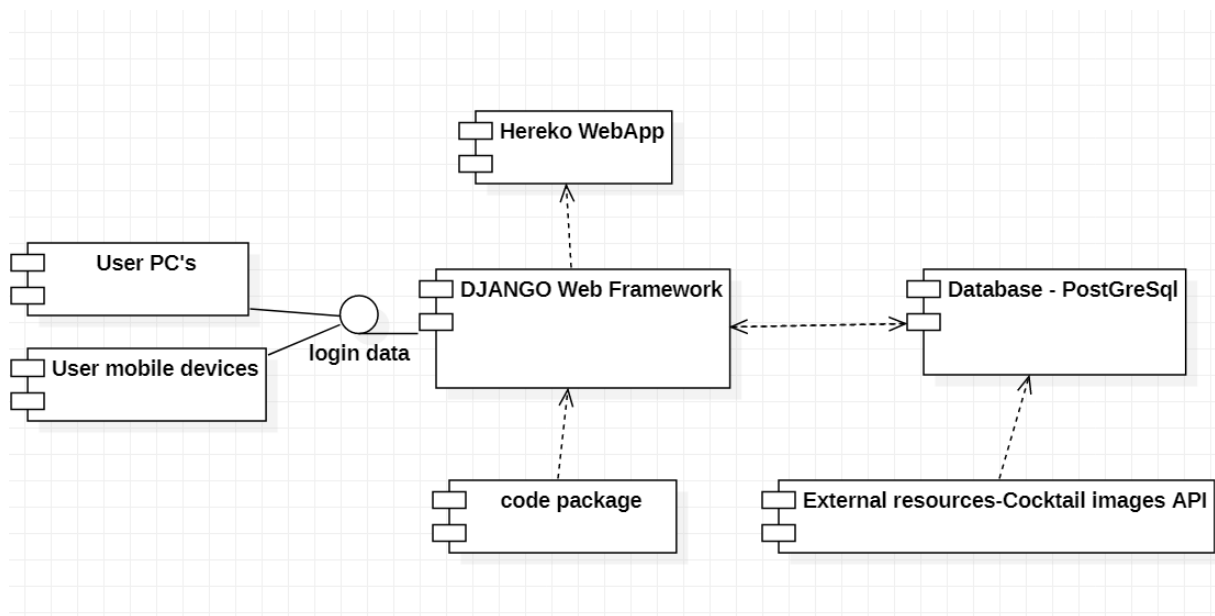 Hereko WebApp
User PC's
DJANGO Web Framework
Database - PostGreSql
login data
User mobile devices
code package
External resources-Cocktail images API